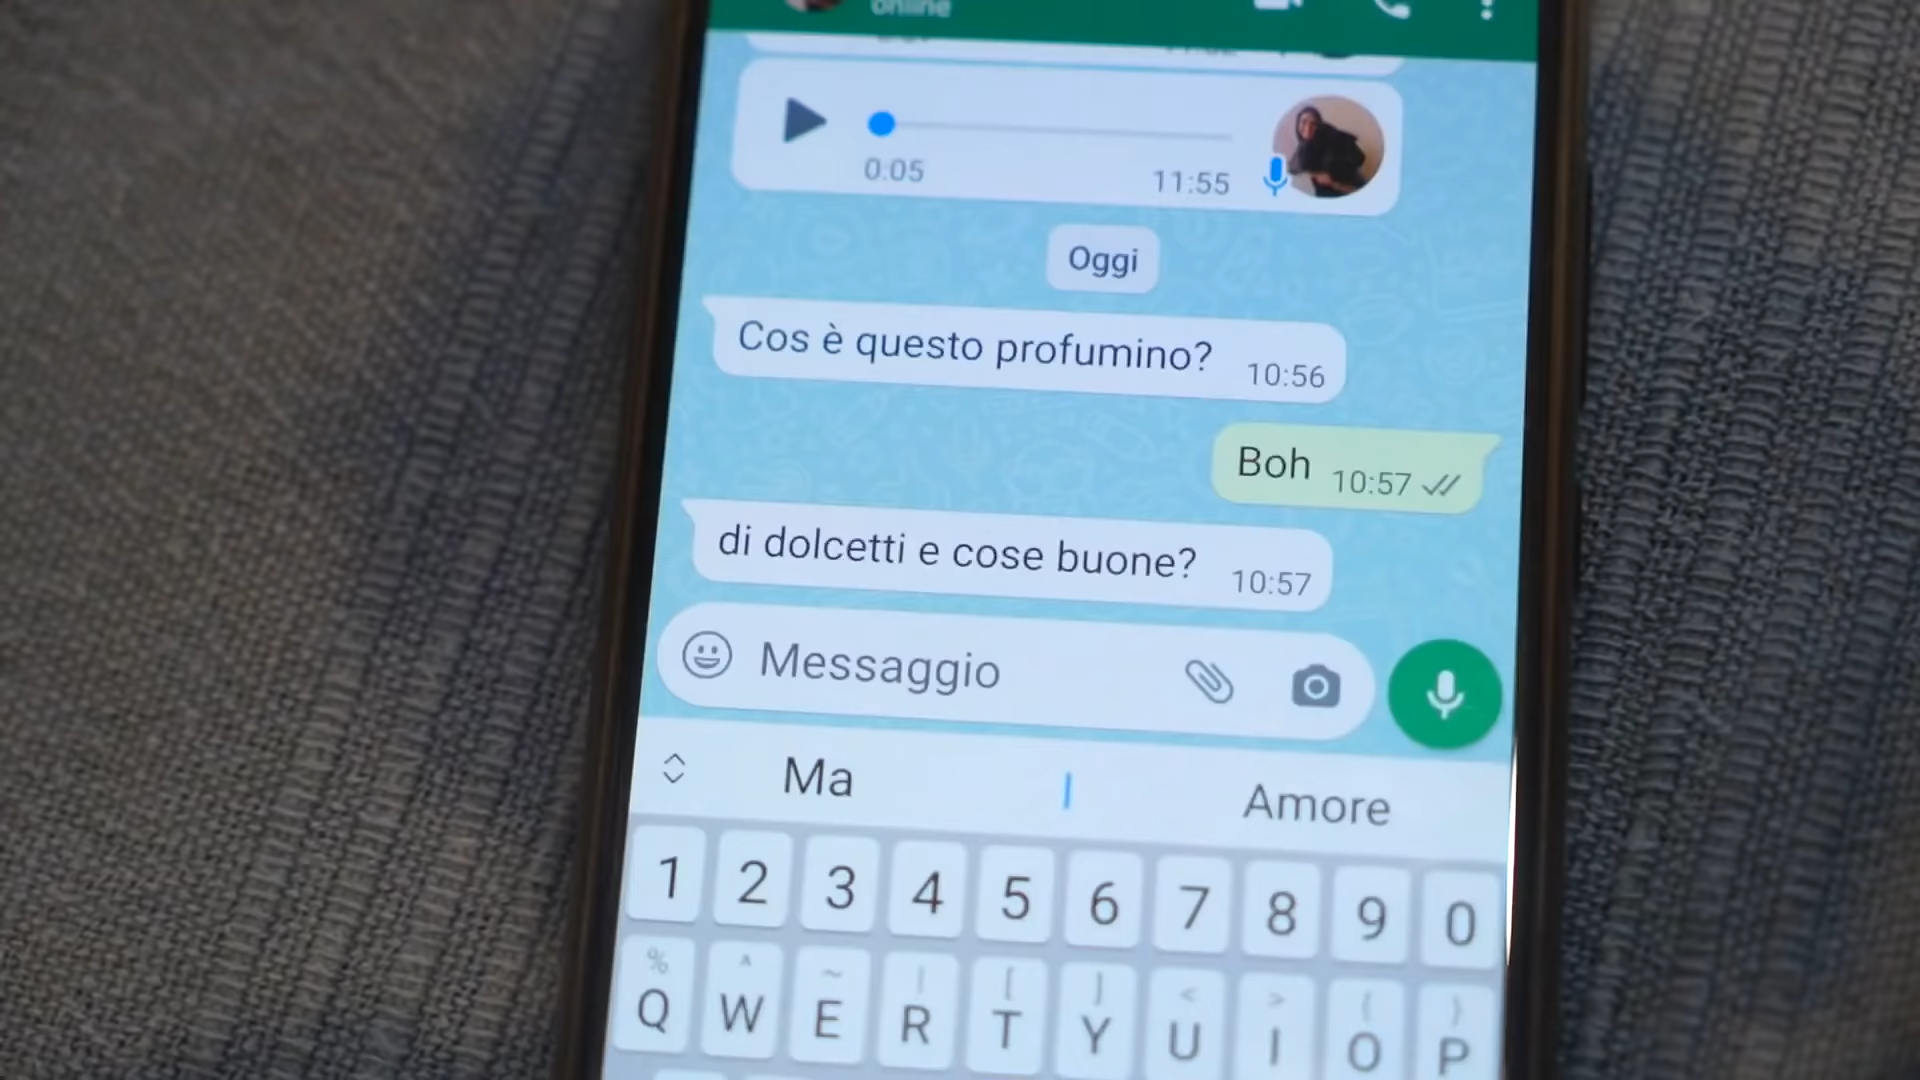 online
0:05
11:55
Oggi
Cos è questo profumino? 10:56
Boh 10:57
di dolcetti e cose buone? 10:57
Messaggio
Ma Amore
1 2 3 4 5 6 7 8 9 0
% ^ ~ | [ ] < > { }
Q W E R T Y U I O P